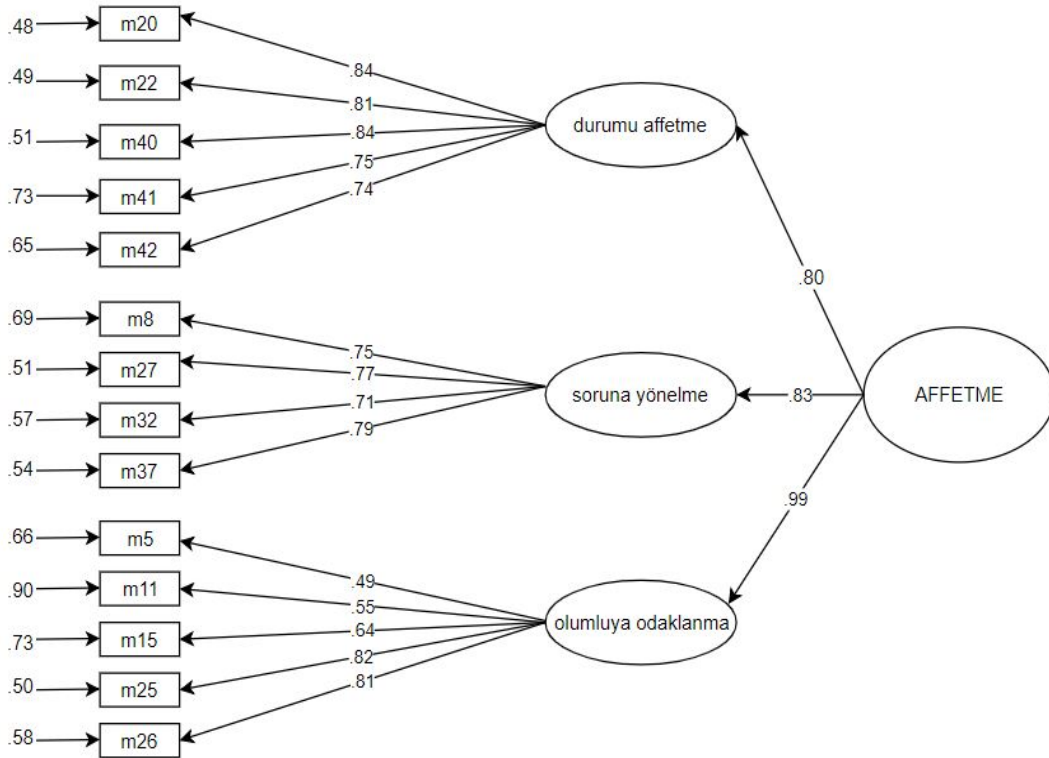 .48 m20
.49 m22
.51 m40
.73 m41
.65 m42
.84
.81
.84
.75
.74
durumu affetme
.80
.69 m8
.51 m27
.57 m32
.54 m37
.75
.77
.71
.79
soruna yönelme
.83
AFFETME
.66 m5
.90 m11
.73 m15
.50 m25
.58 m26
.49
.55
.64
.82
.81
olumluya odaklanma
.99